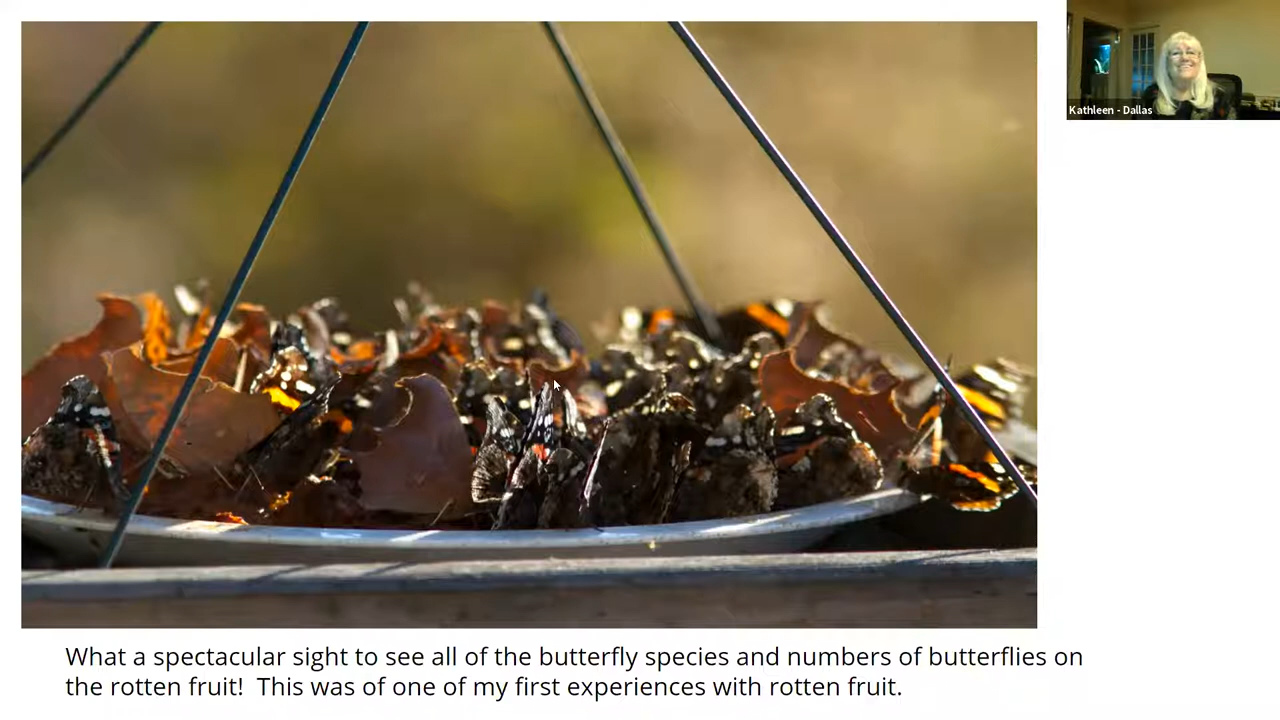 Kathleen - Dallas
What a spectacular sight to see all of the butterfly species and numbers of butterflies on
the rotten fruit!  This was of one of my first experiences with rotten fruit.